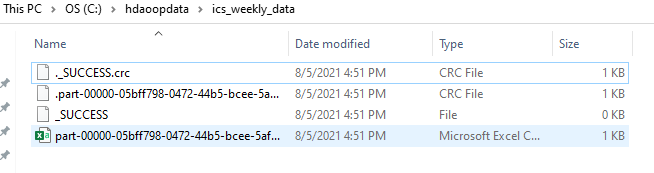 This PC > OS (C:) > hdaoopdata > ics_weekly_data
Name Date modified Type Size
._SUCCESS.crc 8/5/2021 4:51 PM CRC File 1 KB
.part-00000-05bff798-0472-44b5-bcee-5a... 8/5/2021 4:51 PM CRC File 1 KB
_SUCCESS 8/5/2021 4:51 PM File 0 KB
part-00000-05bff798-0472-44b5-bcee-5af... 8/5/2021 4:51 PM Microsoft Excel C... 1 KB